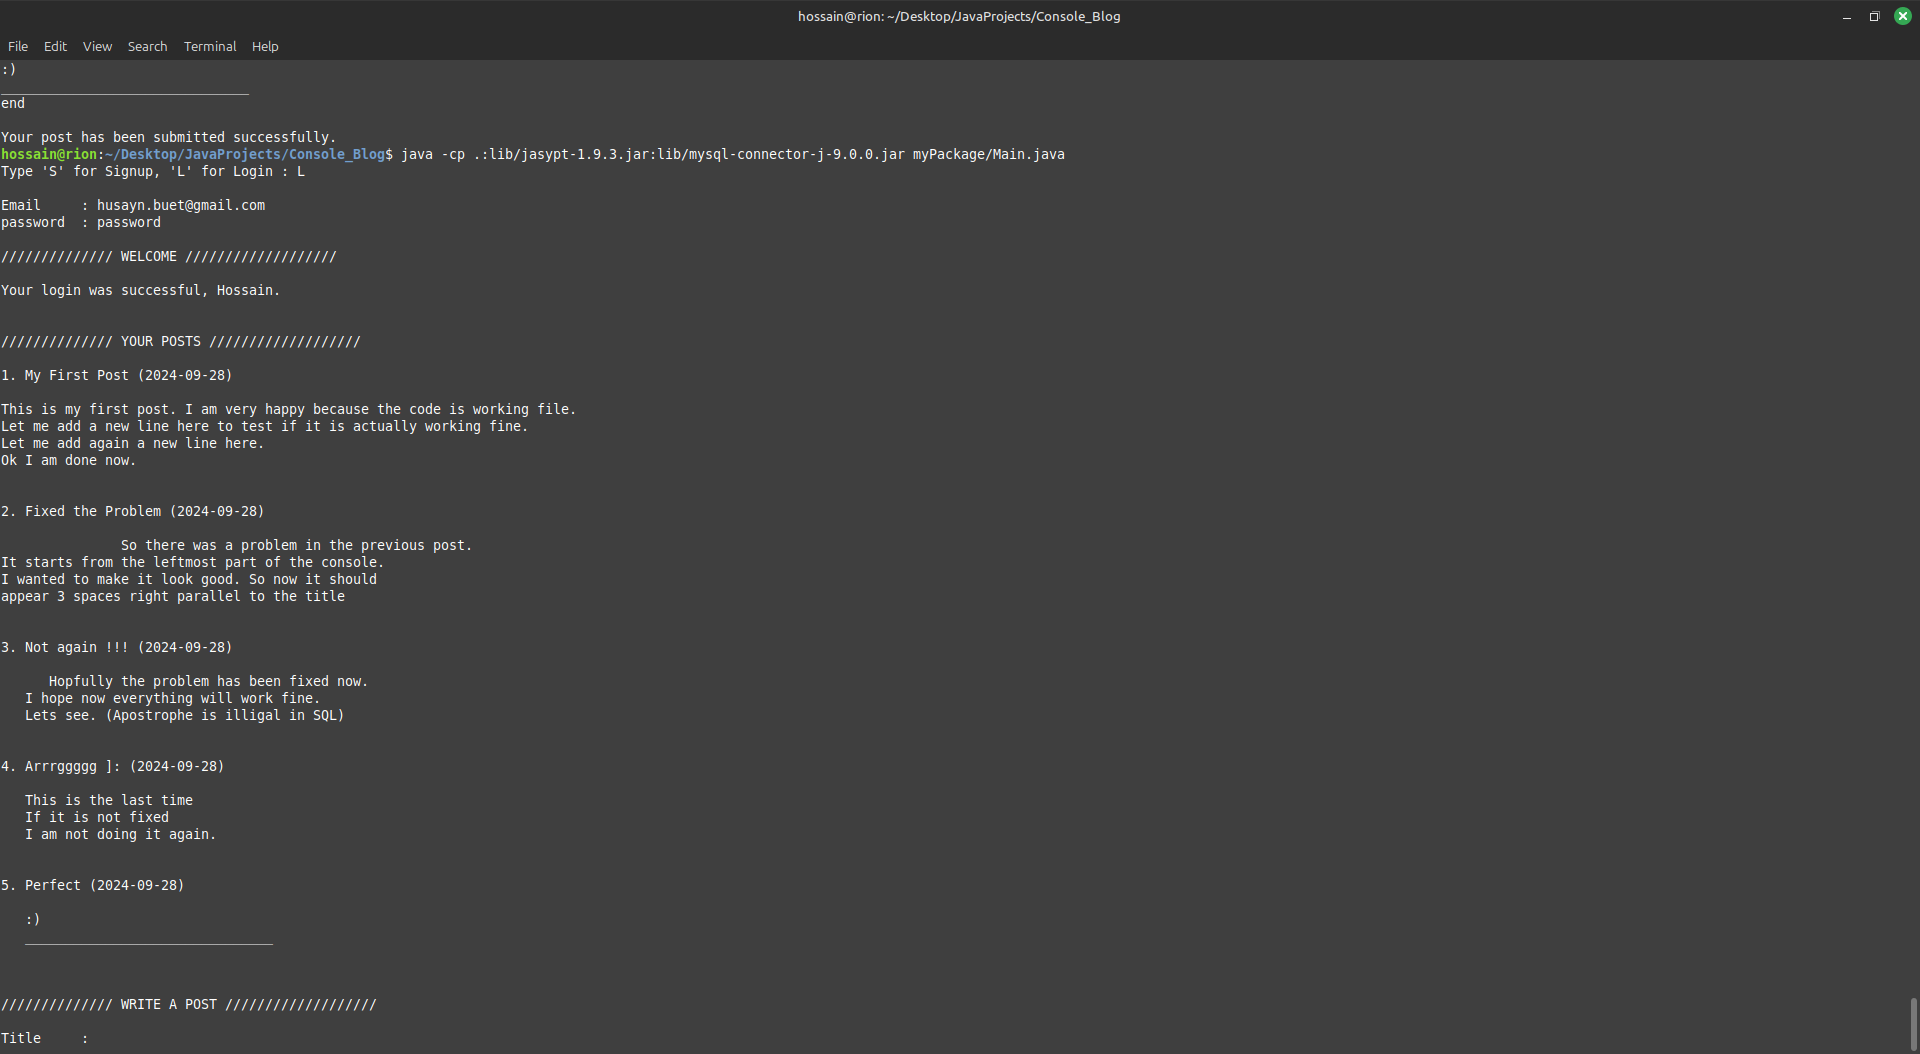 hossain@rion: ~/Desktop/JavaProjects/Console_Blog
File Edit View Search Terminal Help
:)
_______________________________
end
Your post has been submitted successfully.
hossain@rion:~/Desktop/JavaProjects/Console_Blog$ java -cp .:lib/jasypt-1.9.3.jar:lib/mysql-connector-j-9.0.0.jar myPackage/Main.java
Type 'S' for Signup, 'L' for Login : L
Email     : husayn.buet@gmail.com
password  : password
////////////// WELCOME ///////////////////
Your login was successful, Hossain.
////////////// YOUR POSTS ///////////////////
1. My First Post (2024-09-28)
This is my first post. I am very happy because the code is working file.
Let me add a new line here to test if it is actually working fine.
Let me add again a new line here.
Ok I am done now.
2. Fixed the Problem (2024-09-28)
               So there was a problem in the previous post.
It starts from the leftmost part of the console.
I wanted to make it look good. So now it should
appear 3 spaces right parallel to the title
3. Not again !!! (2024-09-28)
      Hopfully the problem has been fixed now.
   I hope now everything will work fine.
   Lets see. (Apostrophe is illigal in SQL)
4. Arrrggggg ]: (2024-09-28)
   This is the last time
   If it is not fixed
   I am not doing it again.
5. Perfect (2024-09-28)
   :)
   _______________________________
////////////// WRITE A POST ///////////////////
Title     :